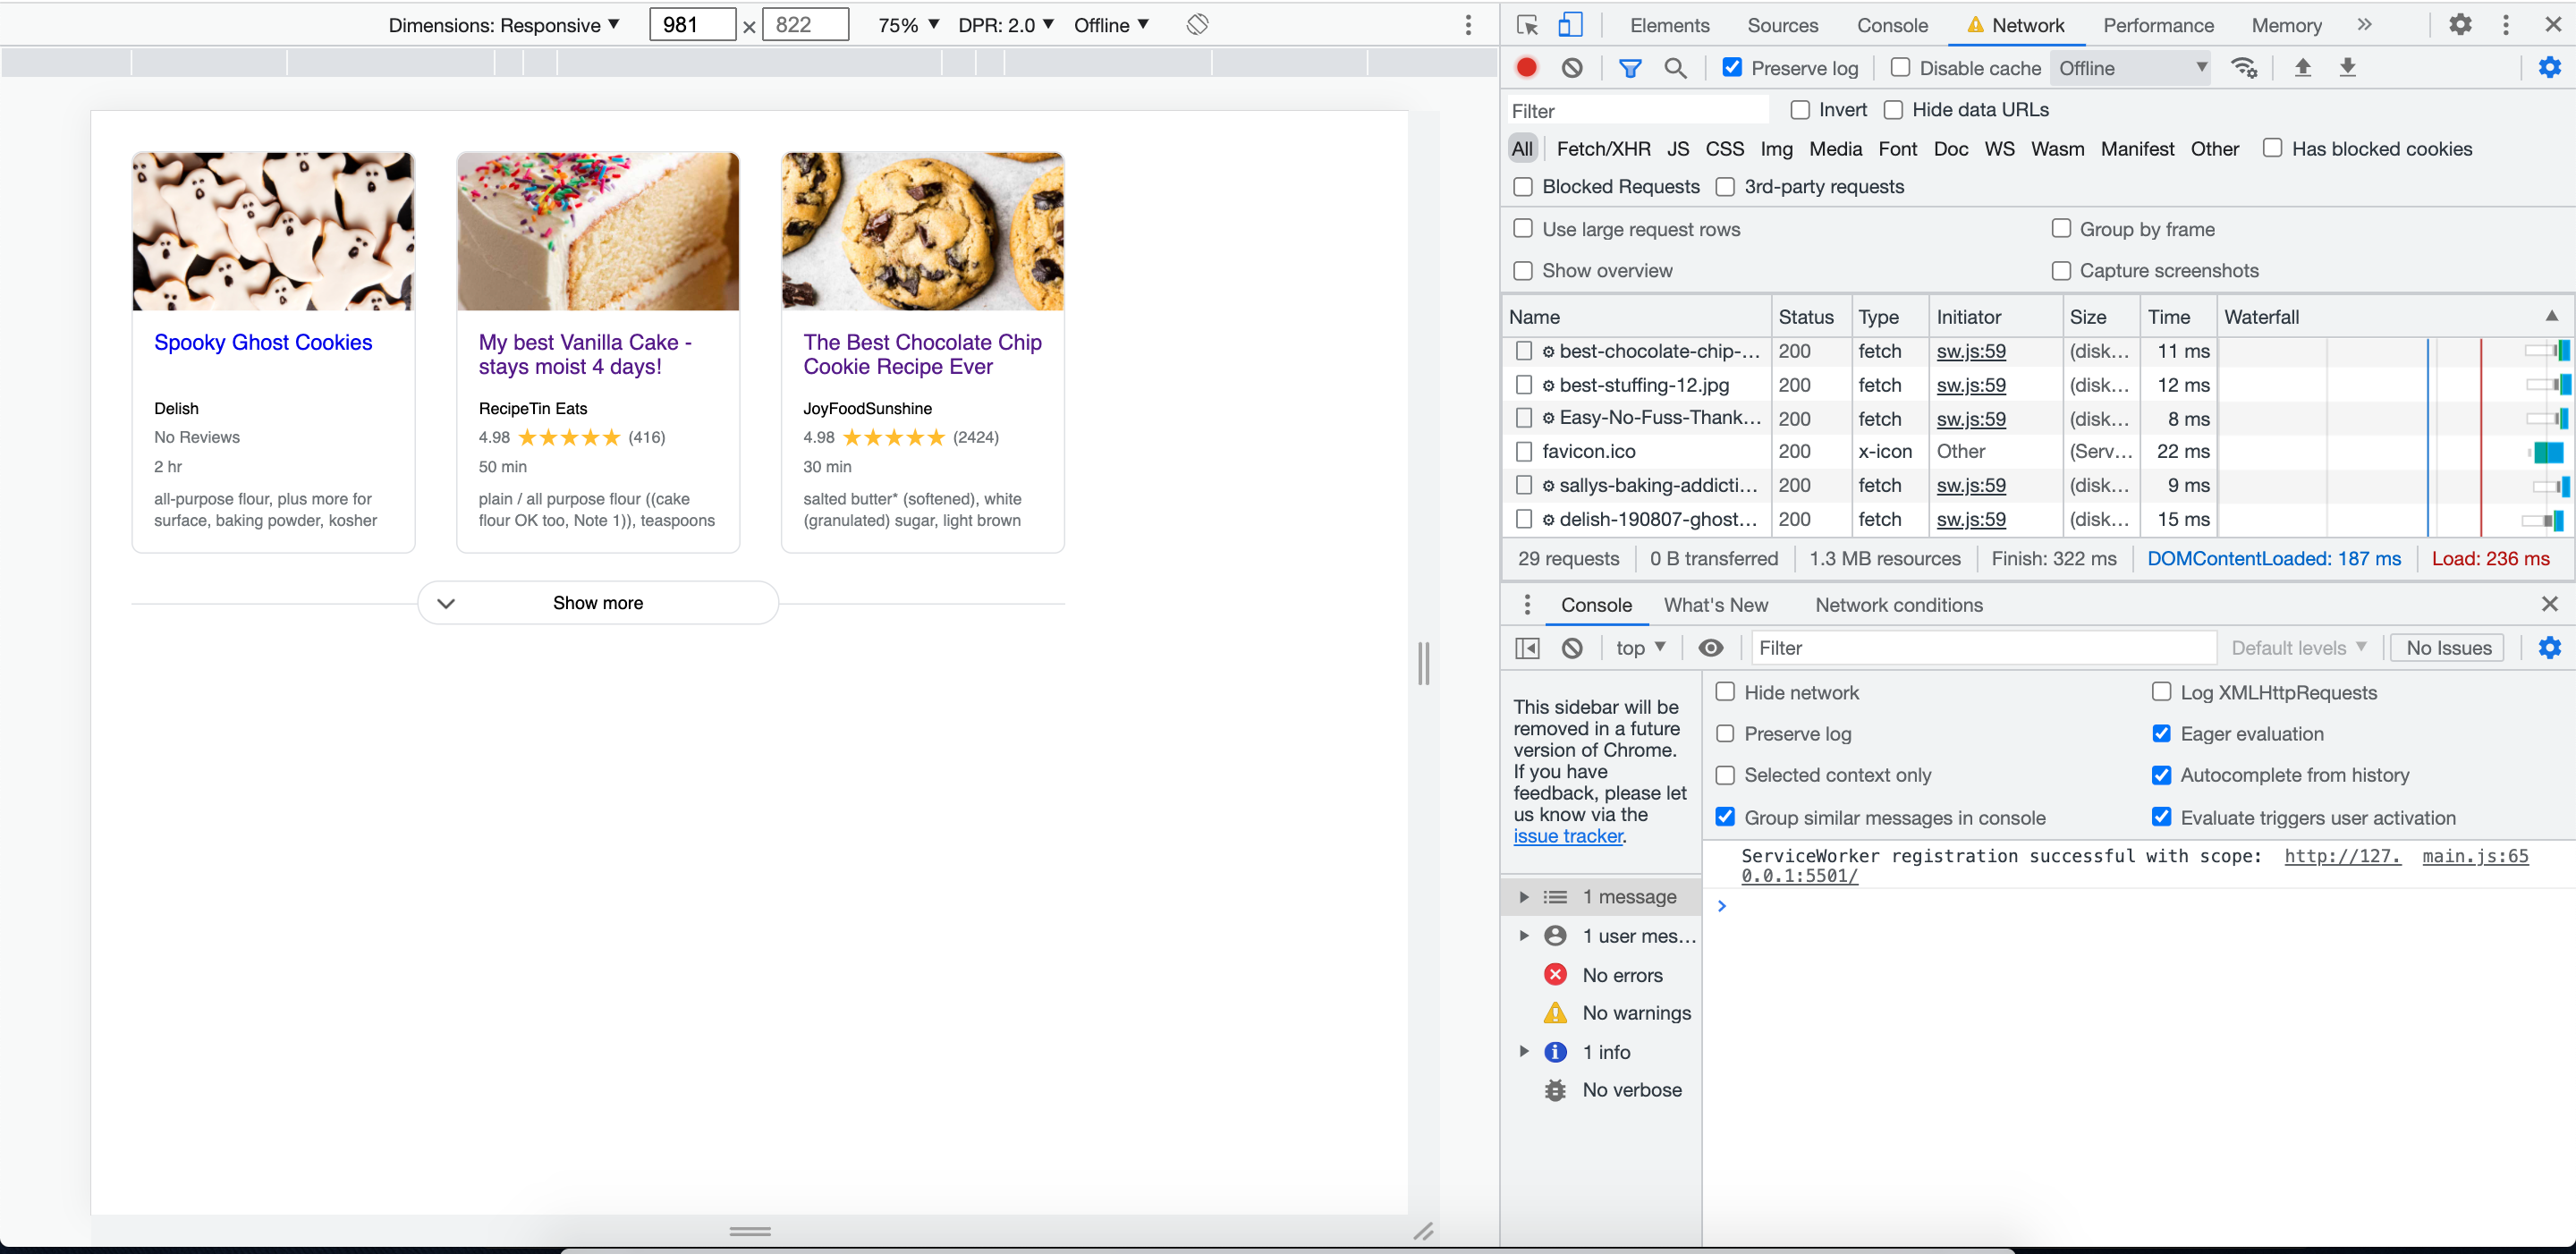 Dimensions: Responsive ▼ 981 × 822 75% ▼ DPR: 2.0 ▼ Offline ▼
Elements Sources Console Network Performance Memory »
Preserve log Disable cache Offline ▼
Filter Invert Hide data URLs
All Fetch/XHR JS CSS Img Media Font Doc WS Wasm Manifest Other Has blocked cookies
Blocked Requests 3rd-party requests
Use large request rows Group by frame
Show overview Capture screenshots
Name Status Type Initiator Size Time Waterfall
best-chocolate-chip-... 200 fetch sw.js:59 (disk... 11 ms
best-stuffing-12.jpg 200 fetch sw.js:59 (disk... 12 ms
Easy-No-Fuss-Thank... 200 fetch sw.js:59 (disk... 8 ms
favicon.ico 200 x-icon Other (Serv... 22 ms
sallys-baking-addicti... 200 fetch sw.js:59 (disk... 9 ms
delish-190807-ghost... 200 fetch sw.js:59 (disk... 15 ms
29 requests 0 B transferred 1.3 MB resources Finish: 322 ms DOMContentLoaded: 187 ms Load: 236 ms
Console What's New Network conditions
top ▼ Filter Default levels ▼ No Issues
This sidebar will be
removed in a future
version of Chrome.
If you have
feedback, please let
us know via the
issue tracker.
1 message
1 user mes...
No errors
No warnings
1 info
No verbose
Hide network Log XMLHttpRequests
Preserve log Eager evaluation
Selected context only Autocomplete from history
Group similar messages in console Evaluate triggers user activation
ServiceWorker registration successful with scope: http://127. main.js:65
0.0.1:5501/
Spooky Ghost Cookies
Delish
No Reviews
2 hr
all-purpose flour, plus more for
surface, baking powder, kosher
My best Vanilla Cake -
stays moist 4 days!
RecipeTin Eats
4.98 ★★★★★ (416)
50 min
plain / all purpose flour ((cake
flour OK too, Note 1)), teaspoons
The Best Chocolate Chip
Cookie Recipe Ever
JoyFoodSunshine
4.98 ★★★★★ (2424)
30 min
salted butter* (softened), white
(granulated) sugar, light brown
Show more